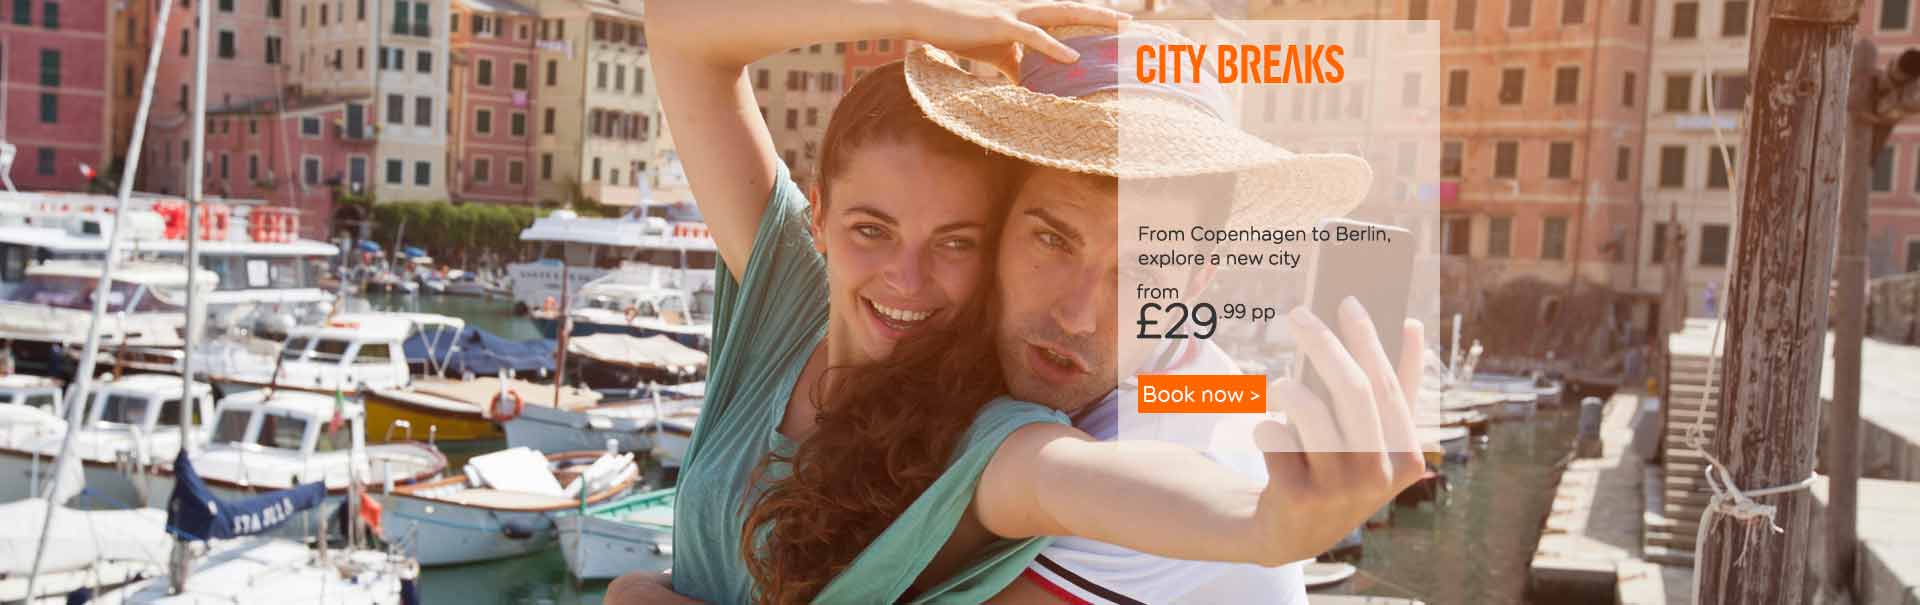 CITY BREAKS
From Copenhagen to Berlin,
explore a new city
from
£29.99 pp
Book now >